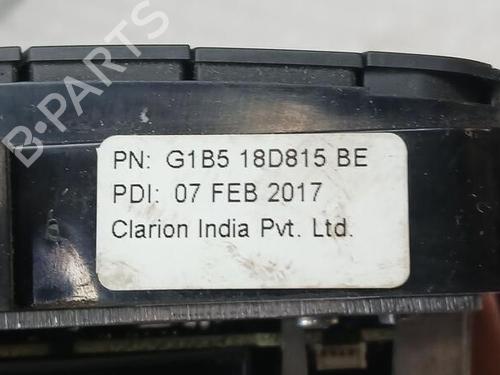 B-PARTS
PN: G1B5 18D815 BE
PDI: 07 FEB 2017
Clarion India Pvt. Ltd.